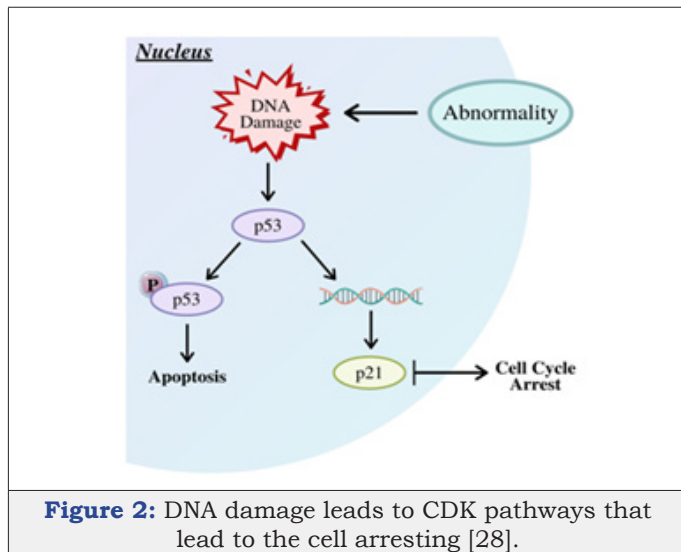 Nucleus
DNA
Damage
Abnormality
p53
P
p53
Apoptosis
p21
Cell Cycle
Arrest
Figure 2: DNA damage leads to CDK pathways that
lead to the cell arresting [28].